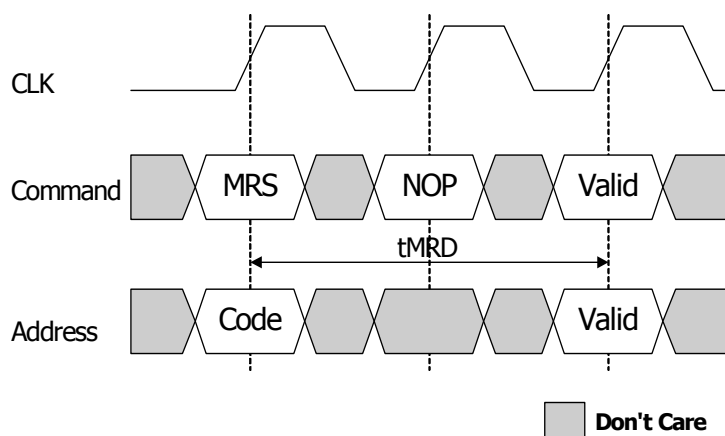 CLK
Command MRS NOP Valid
tMRD
Address Code Valid
Don't Care